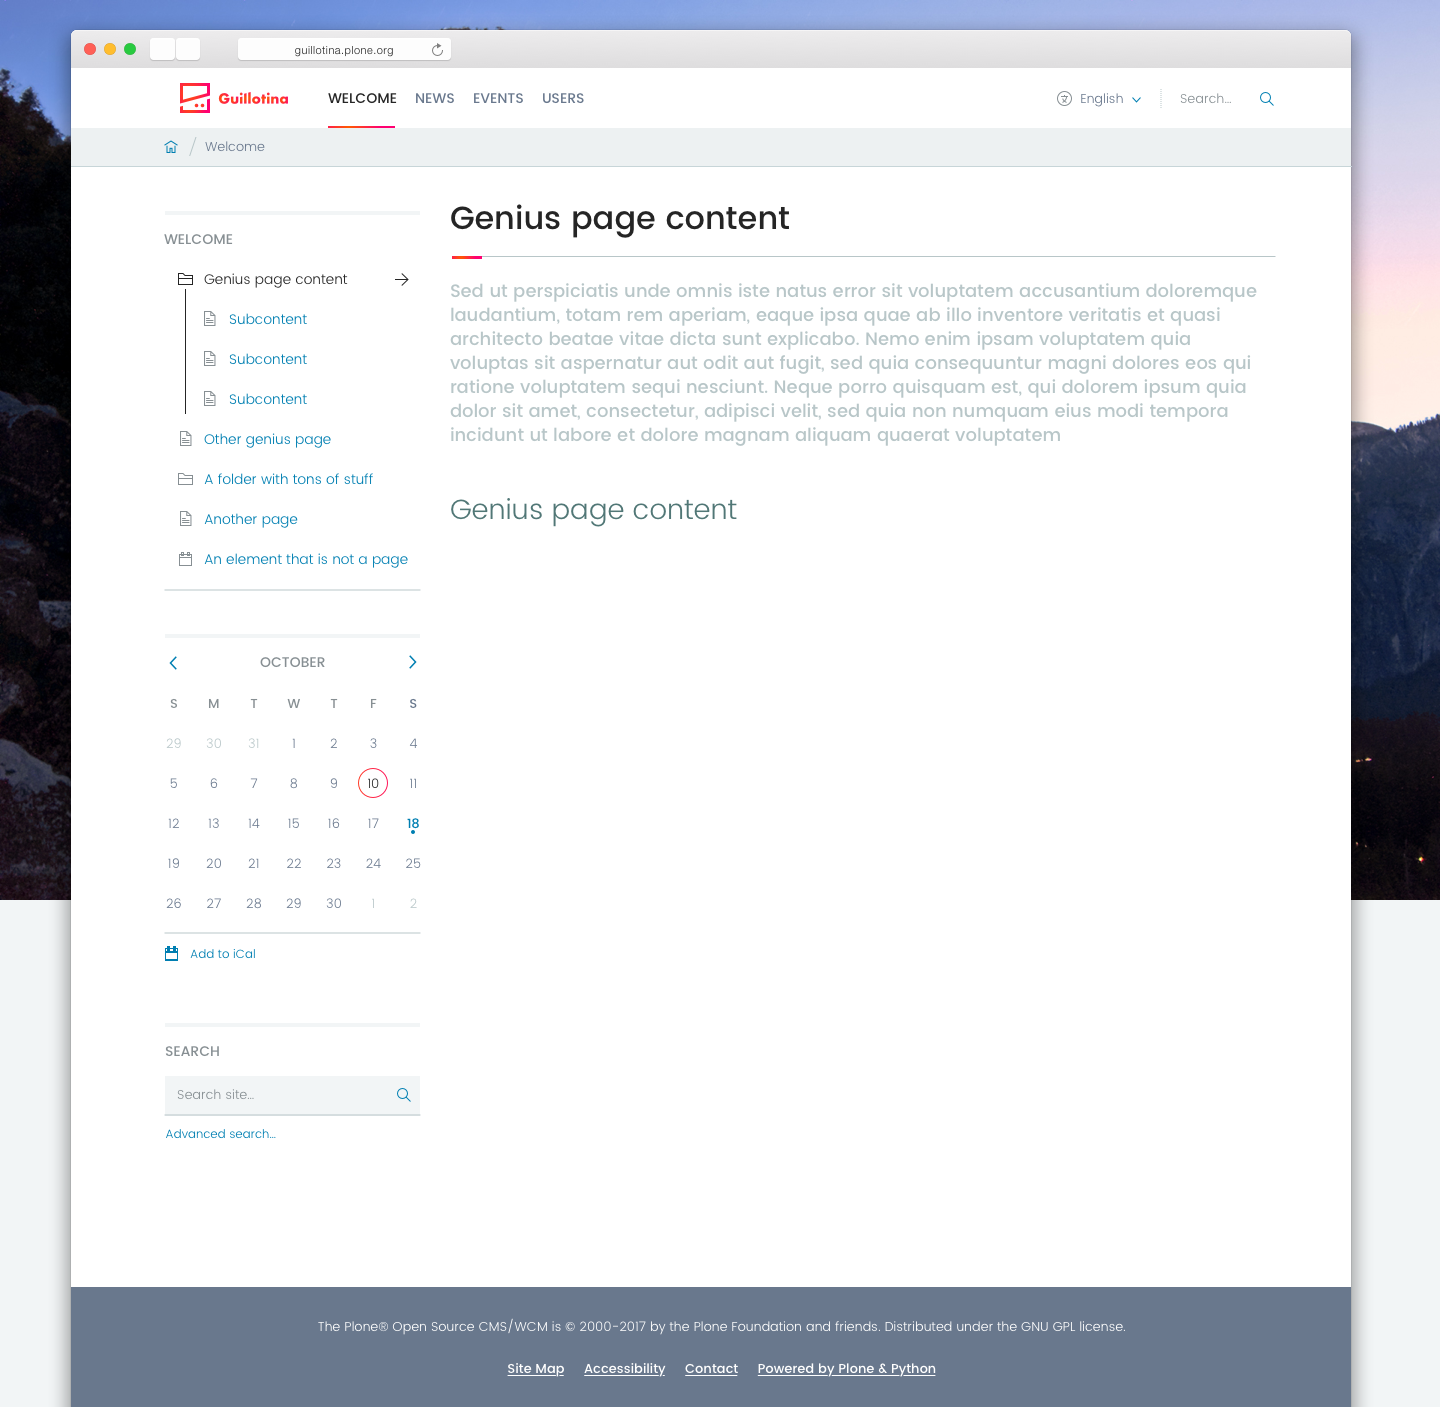 guillotina.plone.org
Guillotina
WELCOME NEWS EVENTS USERS
English
Search...
Welcome
WELCOME
Genius page content
Subcontent
Subcontent
Subcontent
Other genius page
A folder with tons of stuff
Another page
An element that is not a page
OCTOBER
S M T W T F S
29 30 31 1 2 3 4
5 6 7 8 9 10 11
12 13 14 15 16 17 18
19 20 21 22 23 24 25
26 27 28 29 30 1 2
Add to iCal
SEARCH
Search site...
Advanced search...
Genius page content
Sed ut perspiciatis unde omnis iste natus error sit voluptatem accusantium doloremque
laudantium, totam rem aperiam, eaque ipsa quae ab illo inventore veritatis et quasi
architecto beatae vitae dicta sunt explicabo. Nemo enim ipsam voluptatem quia
voluptas sit aspernatur aut odit aut fugit, sed quia consequuntur magni dolores eos qui
ratione voluptatem sequi nesciunt. Neque porro quisquam est, qui dolorem ipsum quia
dolor sit amet, consectetur, adipisci velit, sed quia non numquam eius modi tempora
incidunt ut labore et dolore magnam aliquam quaerat voluptatem
Genius page content
The Plone® Open Source CMS/WCM is © 2000-2017 by the Plone Foundation and friends. Distributed under the GNU GPL license.
Site Map Accessibility Contact Powered by Plone & Python